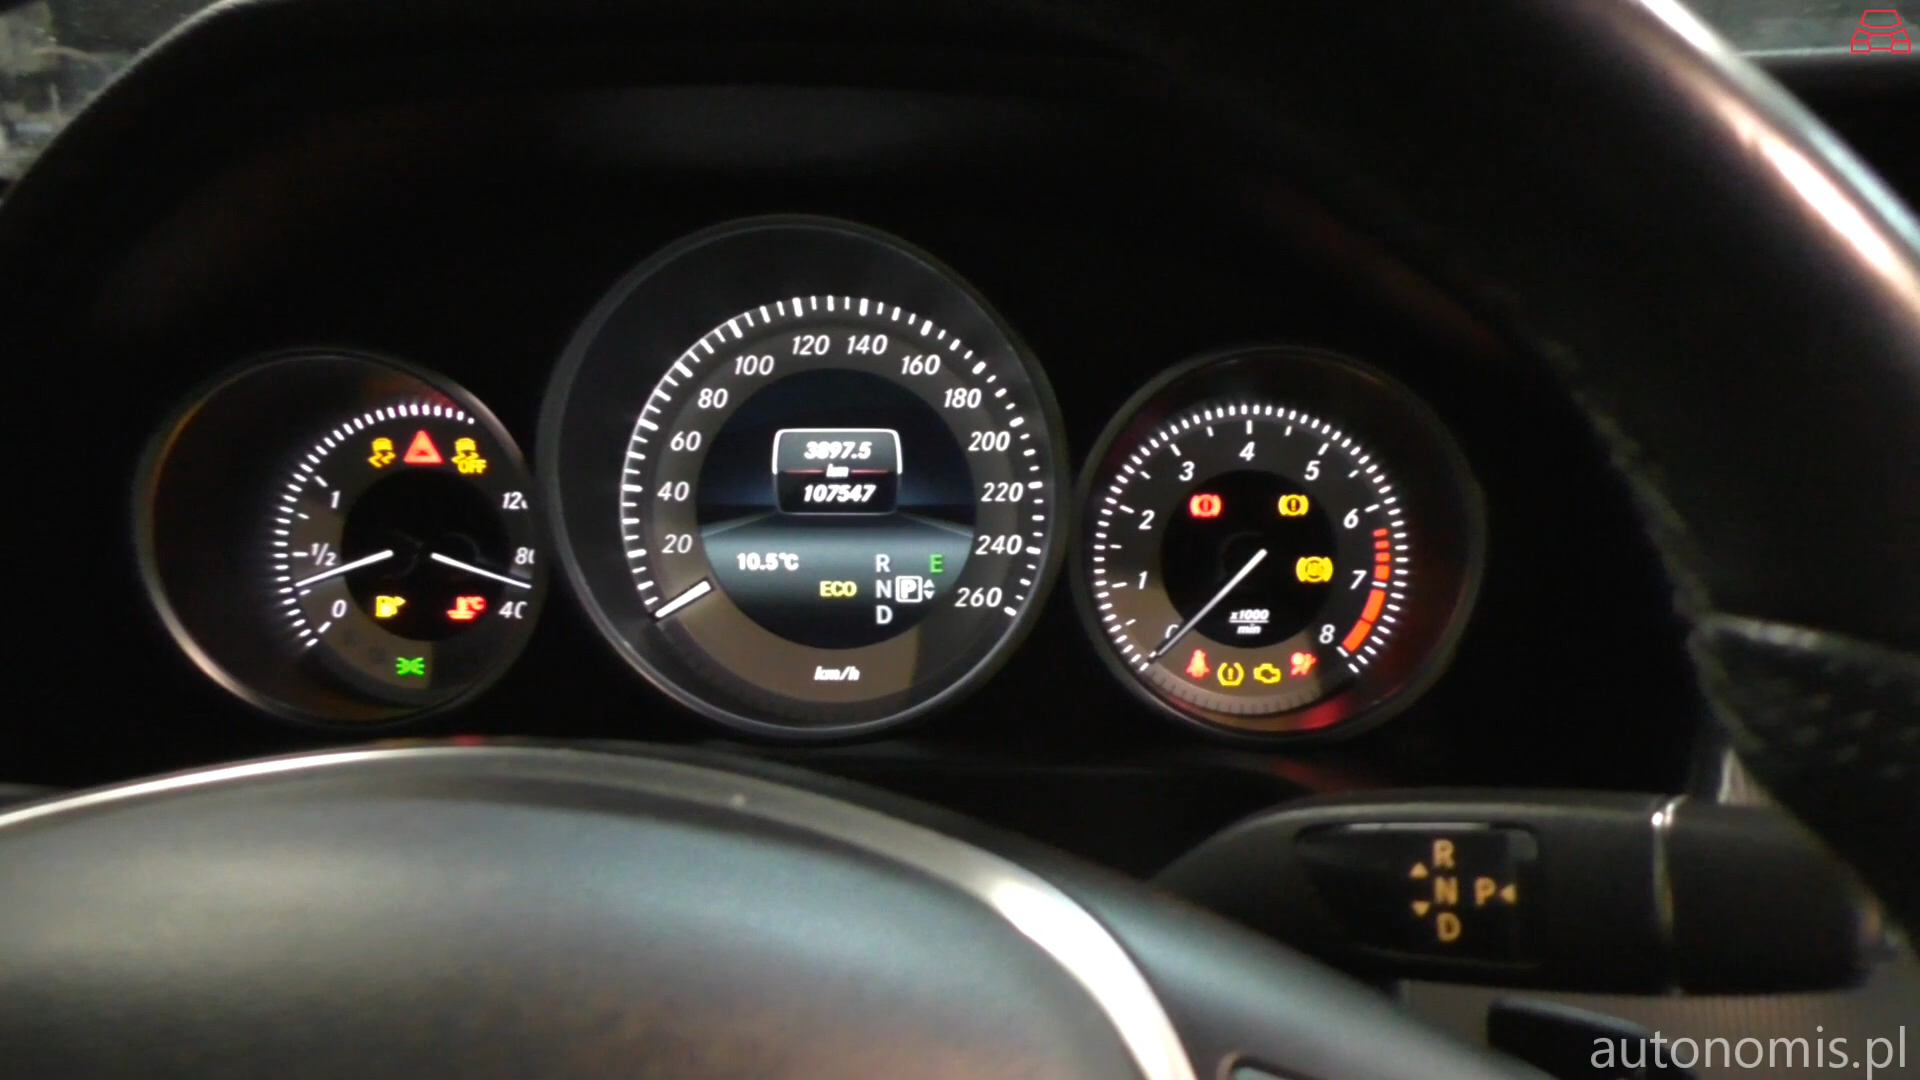 OFF
1
1/2
0
80
40
20
40
60
80
100
120
140
160
180
200
220
240
260
3897.5
km
107547
10.5°C
ECO
R
N
D
P
E
km/h
1
2
3
4
5
6
7
8
x1000
min
R
N
D
P
autonomis.pl